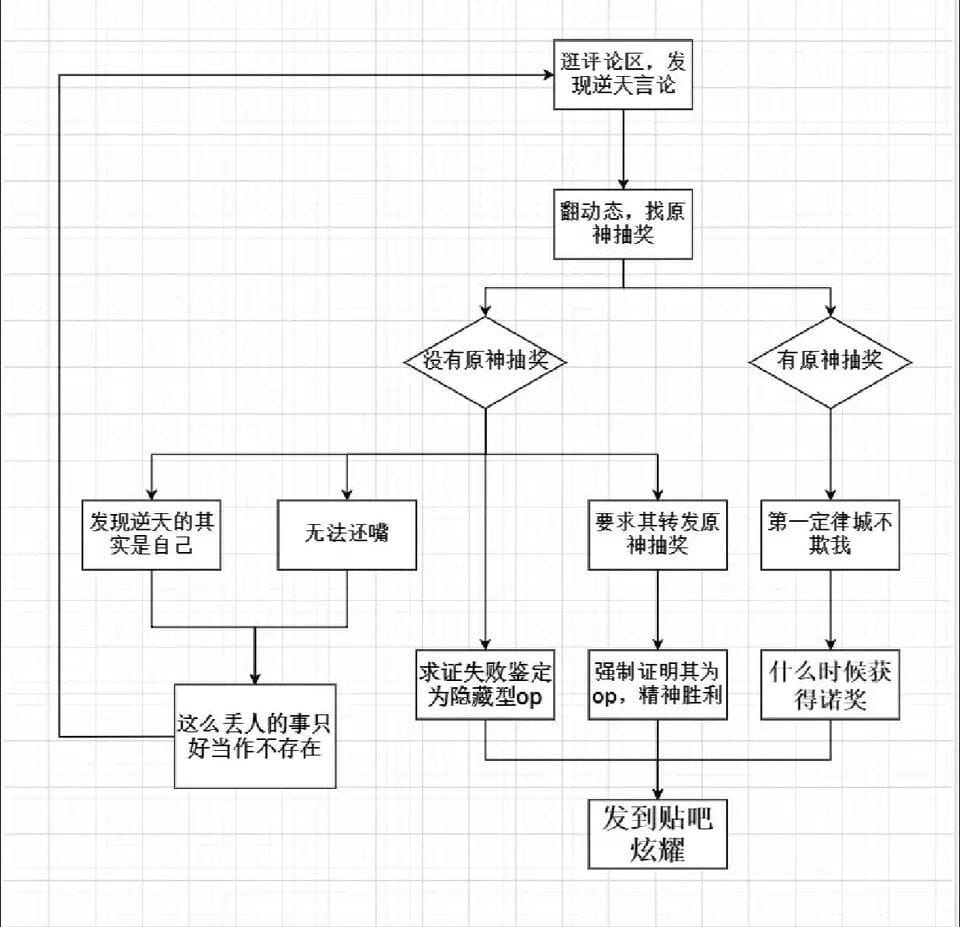 逛评论区，发
现逆天言论
翻动态，找原
神抽奖
没有原神抽奖
有原神抽奖
发现逆天的其
实是自己
无法还嘴
要求其转发原
神抽奖
第一定律城不
欺我
求证失败鉴定
为隐藏型op
强制证明其为
op，精神胜利
什么时候获
得诺奖
这么丢人的事只
好当作不存在
发到贴吧
炫耀